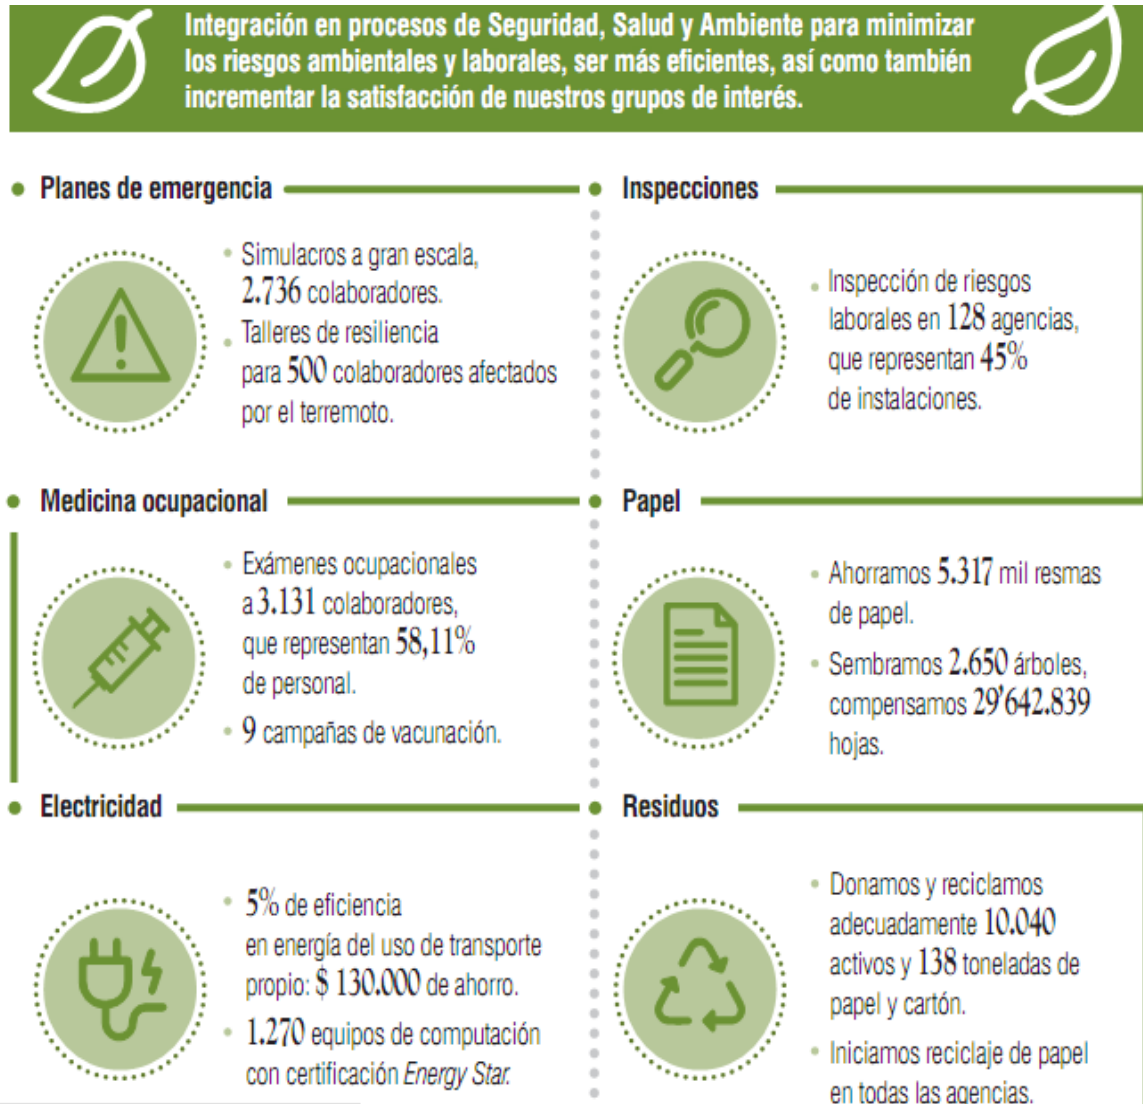 Integración en procesos de Seguridad, Salud y Ambiente para minimizar
los riesgos ambientales y laborales, ser más eficientes, así como también
incrementar la satisfacción de nuestros grupos de interés.
Planes de emergencia
Simulacros a gran escala,
2.736 colaboradores.
Talleres de resiliencia
para 500 colaboradores afectados
por el terremoto.
Inspecciones
Inspección de riesgos
laborales en 128 agencias,
que representan 45%
de instalaciones.
Medicina ocupacional
Exámenes ocupacionales
a 3.131 colaboradores,
que representan 58,11%
de personal.
9 campañas de vacunación.
Papel
Ahorramos 5.317 mil resmas
de papel.
Sembramos 2.650 árboles,
compensamos 29'642.839
hojas.
Electricidad
5% de eficiencia
en energía del uso de transporte
propio: $ 130.000 de ahorro.
1.270 equipos de computación
con certificación Energy Star.
Residuos
Donamos y reciclamos
adecuadamente 10.040
activos y 138 toneladas de
papel y cartón.
Iniciamos reciclaje de papel
en todas las agencias.